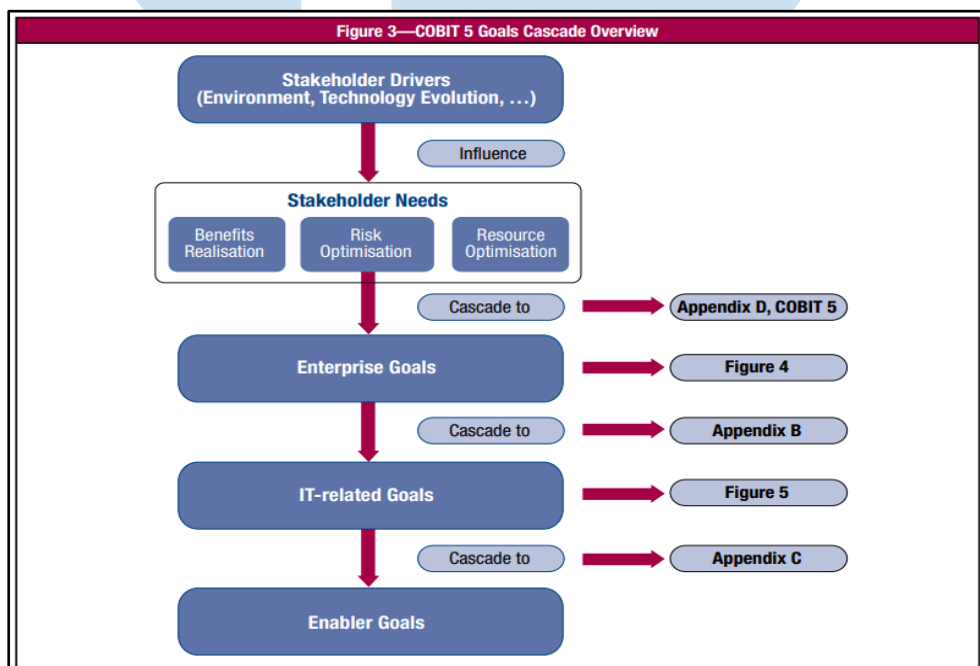 Figure 3—COBIT 5 Goals Cascade Overview
Stakeholder Drivers
(Environment, Technology Evolution, …)
Influence
Stakeholder Needs
Benefits
Realisation
Risk
Optimisation
Resource
Optimisation
Cascade to
Appendix D, COBIT 5
Enterprise Goals
Figure 4
Cascade to
Appendix B
IT-related Goals
Figure 5
Cascade to
Appendix C
Enabler Goals